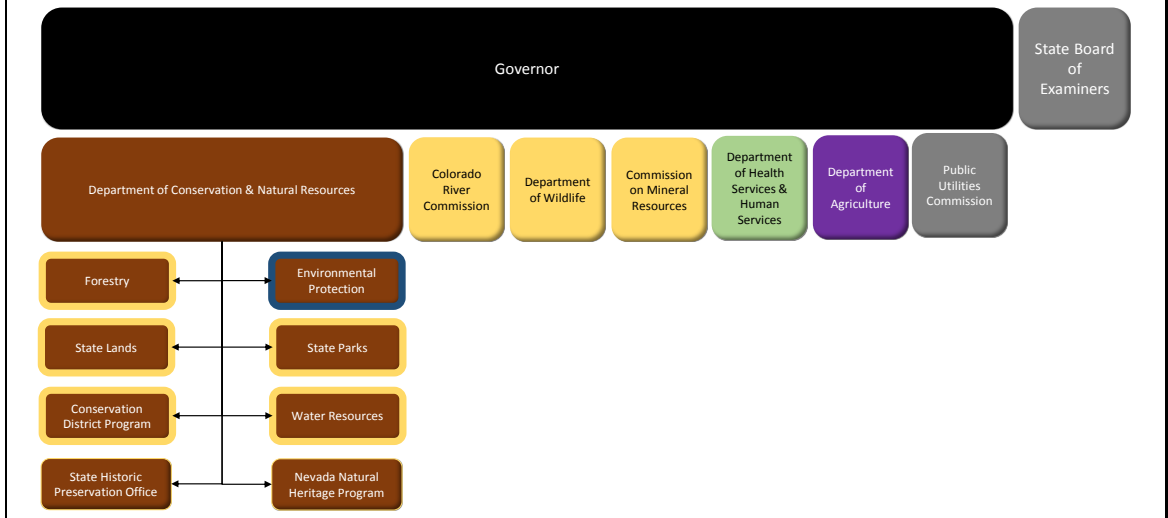 Governor
State Board
of
Examiners
Department of Conservation & Natural Resources
Colorado
River
Commission
Department
of Wildlife
Commission
on Mineral
Resources
Department
of Health
Services &
Human
Services
Department
of
Agriculture
Public
Utilities
Commission
Forestry
Environmental
Protection
State Lands
State Parks
Conservation
District Program
Water Resources
State Historic
Preservation Office
Nevada Natural
Heritage Program